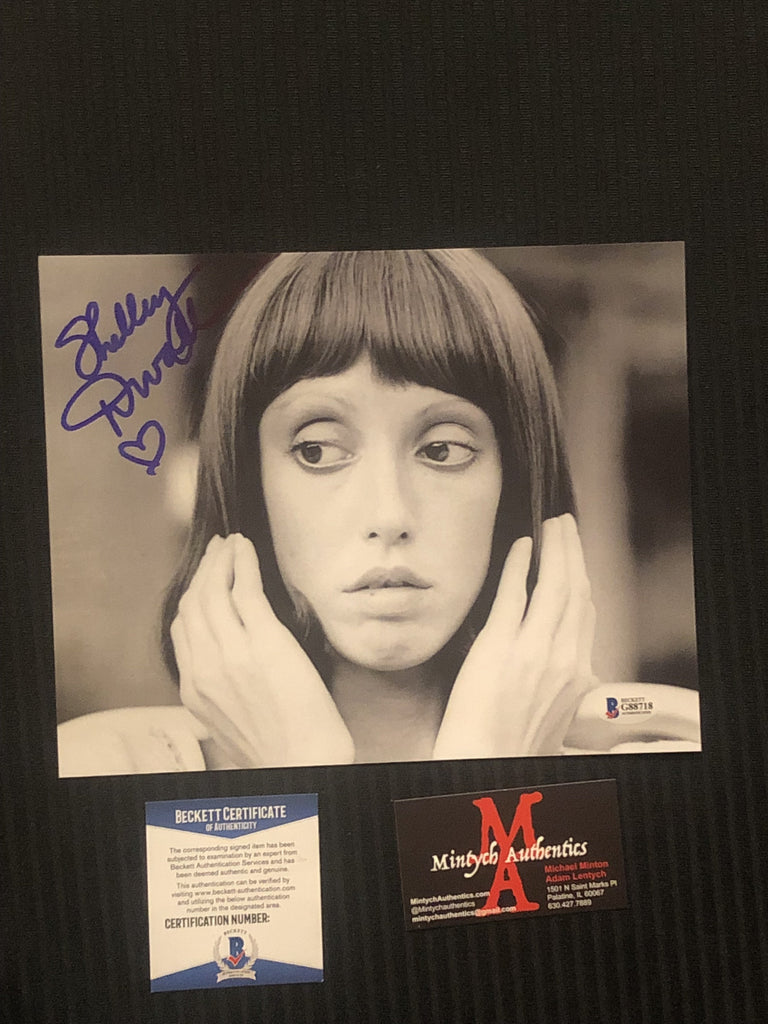 Shelley
Duvall
BECKETT
G88718
BECKETT CERTIFICATE
OF AUTHENTICITY
The corresponding signed item has been
subjected to examination by an expert from
Beckett Authentication Services and has
been deemed authentic and genuine.
This authentication can be verified by
visiting www.beckett-authentication.com
and utilizing the below authentication
number in the designated area.
CERTIFICATION NUMBER:
BECKETT
B
MA
Mintych Authentics
MintychAuthentics.com
@Mintychauthentics
mintychauthentics@gmail.com
Michael Minton
Adam Lentych
1501 N Saint Marks Pl
Palatine, IL 60067
630.427.7869